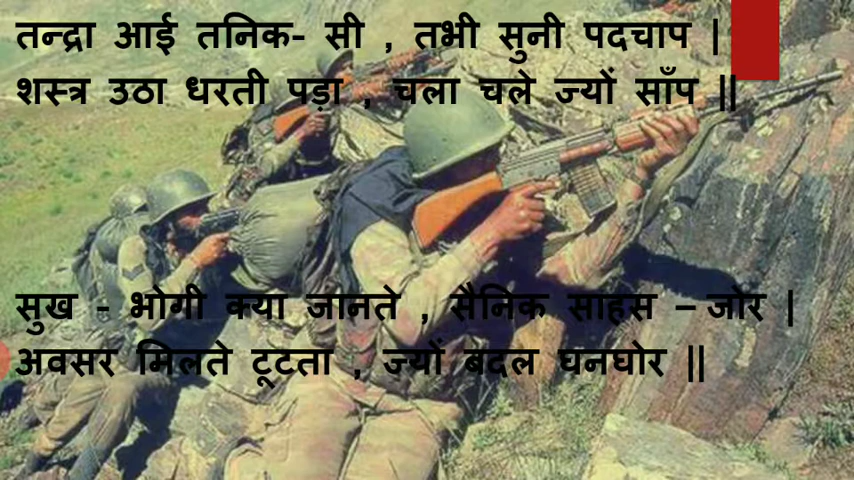 तन्द्रा आई तनिक- सी , तभी सुनी पदचाप |
शस्त्र उठा धरती पड़ा , चला चले ज्यों साँप ||
सुख - भोगी क्या जानते , सैनिक साहस – जोर |
अवसर मिलते टूटता , ज्यों बदल घनघोर ||